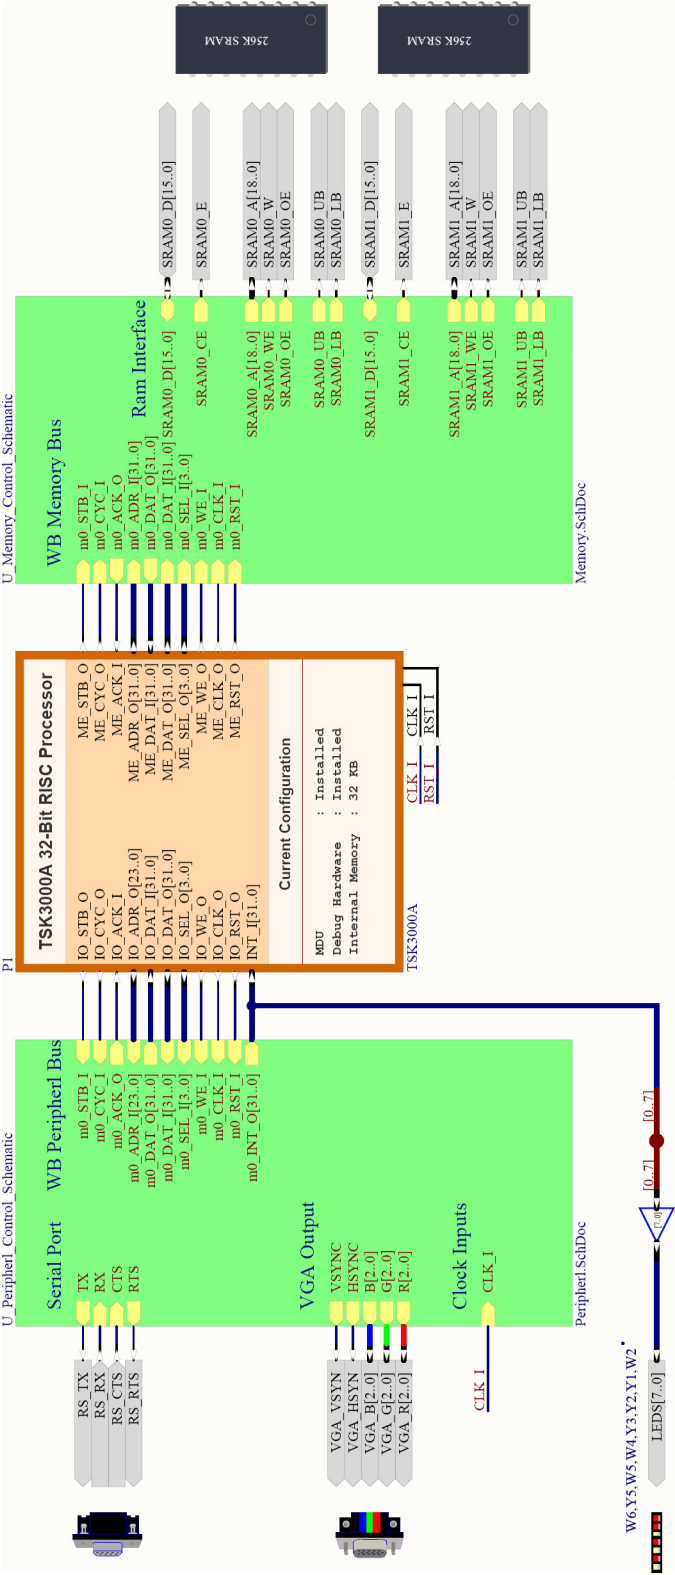 256K SRAM
256K SRAM
SRAM0_D[15..0]
SRAM0_E
SRAM0_A[18..0]
SRAM0_W
SRAM0_OE
SRAM0_UB
SRAM0_LB
SRAM1_D[15..0]
SRAM1_E
SRAM1_A[18..0]
SRAM1_W
SRAM1_OE
SRAM1_UB
SRAM1_LB
U_Memory_Control_Schematic
WB Memory Bus
Ram Interface
SRAM0_D[15..0]
SRAM0_CE
SRAM0_A[18..0]
SRAM0_WE
SRAM0_OE
SRAM0_UB
SRAM0_LB
SRAM1_D[15..0]
SRAM1_CE
SRAM1_A[18..0]
SRAM1_WE
SRAM1_OE
SRAM1_UB
SRAM1_LB
m0_STB_I
m0_CYC_I
m0_ACK_O
m0_ADR_I[31..0]
m0_DAT_O[31..0]
m0_DAT_I[31..0]
m0_SEL_I[3..0]
m0_WE_I
m0_CLK_I
m0_RST_I
Memory.SchDoc
P1
TSK3000A 32-Bit RISC Processor
ME_STB_O
ME_CYC_O
ME_ACK_I
ME_ADR_O[31..0]
ME_DAT_I[31..0]
ME_DAT_O[31..0]
ME_SEL_O[3..0]
ME_WE_O
ME_CLK_O
ME_RST_O
IO_STB_O
IO_CYC_O
IO_ACK_I
IO_ADR_O[23..0]
IO_DAT_I[31..0]
IO_DAT_O[31..0]
IO_SEL_O[3..0]
IO_WE_O
IO_CLK_O
IO_RST_O
INT_I[31..0]
Current Configuration
MDU : Installed
Debug Hardware : Installed
Internal Memory : 32 KB
TSK3000A
CLK_I CLK_I
RST_I RST_I
U_Peripherl_Control_Schematic
WB Peripherl Bus
m0_STB_I
m0_CYC_I
m0_ACK_O
m0_ADR_I[23..0]
m0_DAT_O[31..0]
m0_DAT_I[31..0]
m0_SEL_I[3..0]
m0_WE_I
m0_CLK_I
m0_RST_I
m0_INT_O[31..0]
Serial Port
TX
RX
CTS
RTS
VGA Output
VSYNC
HSYNC
B[2..0]
G[2..0]
R[2..0]
Clock Inputs
CLK_I
Peripherl.SchDoc
RS_TX
RS_RX
RS_CTS
RS_RTS
VGA_VSYN
VGA_HSYN
VGA_B[2..0]
VGA_G[2..0]
VGA_R[2..0]
CLK_I
[0..7]
[0..7]
[7..0]
LEDS[7..0]
W6,Y5,W5,W4,Y3,Y2,Y1,W2